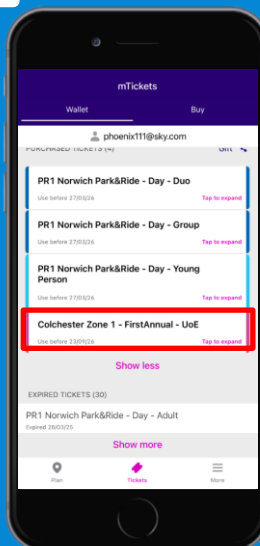 mTickets
Wallet Buy
phoenix111@sky.com
PURCHASED TICKETS (4) Gift
PR1 Norwich Park&Ride - Day - Duo
Use before 27/03/26 Tap to expand
PR1 Norwich Park&Ride - Day - Group
Use before 27/03/26 Tap to expand
PR1 Norwich Park&Ride - Day - Young
Person
Use before 27/03/26 Tap to expand
Colchester Zone 1 - FirstAnnual - UoE
Use before 23/09/26 Tap to expand
Show less
EXPIRED TICKETS (30)
PR1 Norwich Park&Ride - Day - Adult
Expired 28/03/25
Show more
Plan Tickets More